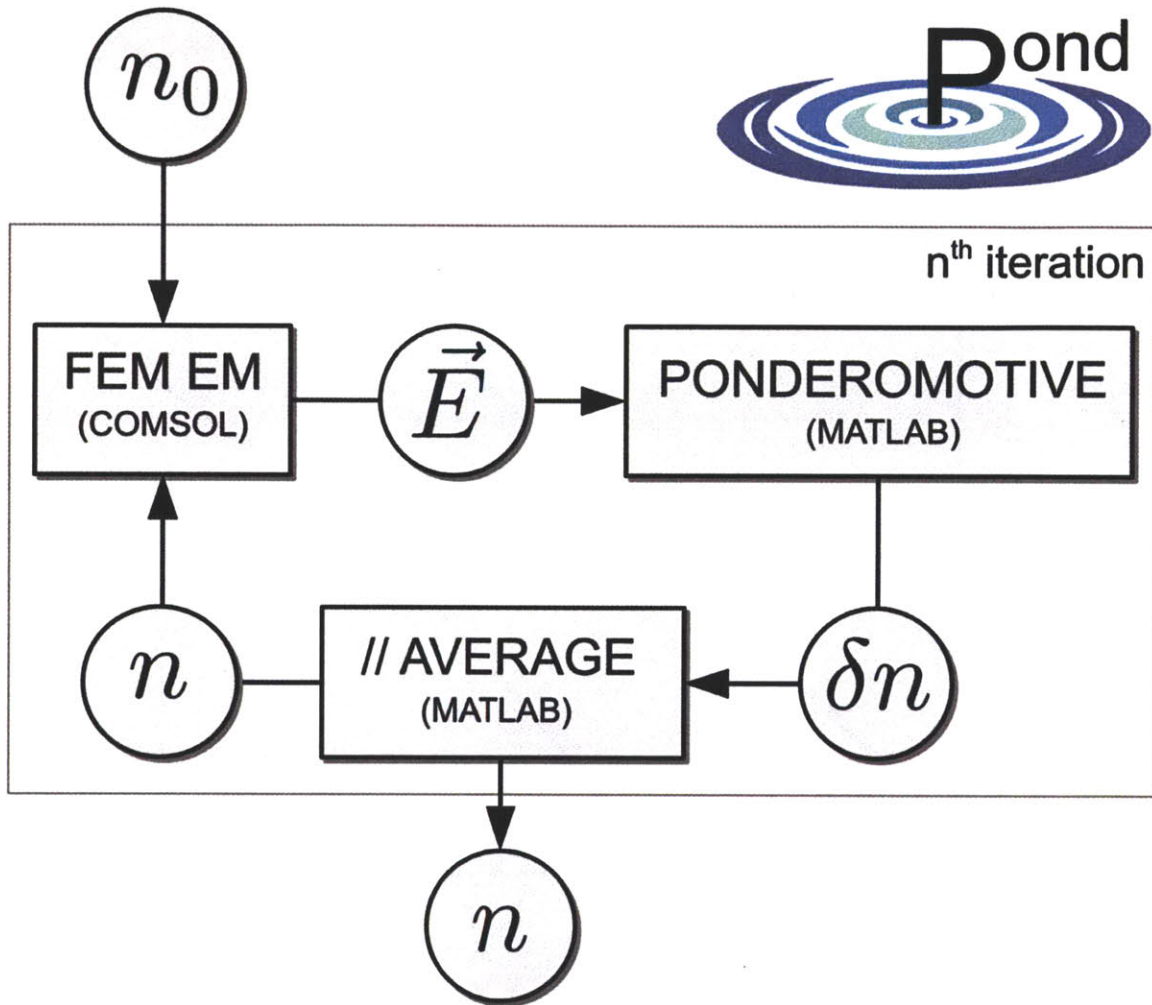 n₀
Pond
nᵗʰ iteration
FEM EM
(COMSOL)
E⃗
PONDEROMOTIVE
(MATLAB)
n
// AVERAGE
(MATLAB)
δn
n